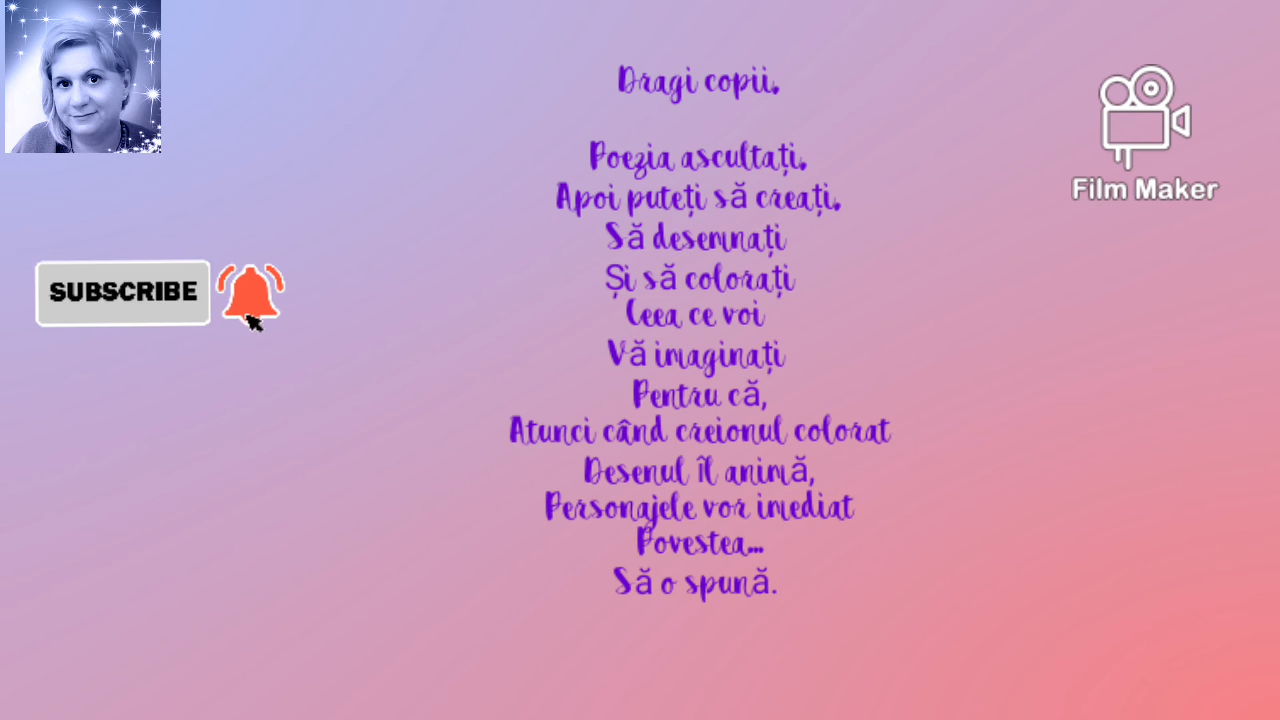 Dragi copii,
Poezia ascultați,
Apoi puteți să creați,
Să desemnați
Și să colorați
Ceea ce voi
Vă imaginați
Pentru că,
Atunci când creionul colorat
Desenul îl animă,
Personajele vor imediat
Povestea...
Să o spună.
SUBSCRIBE
Film Maker